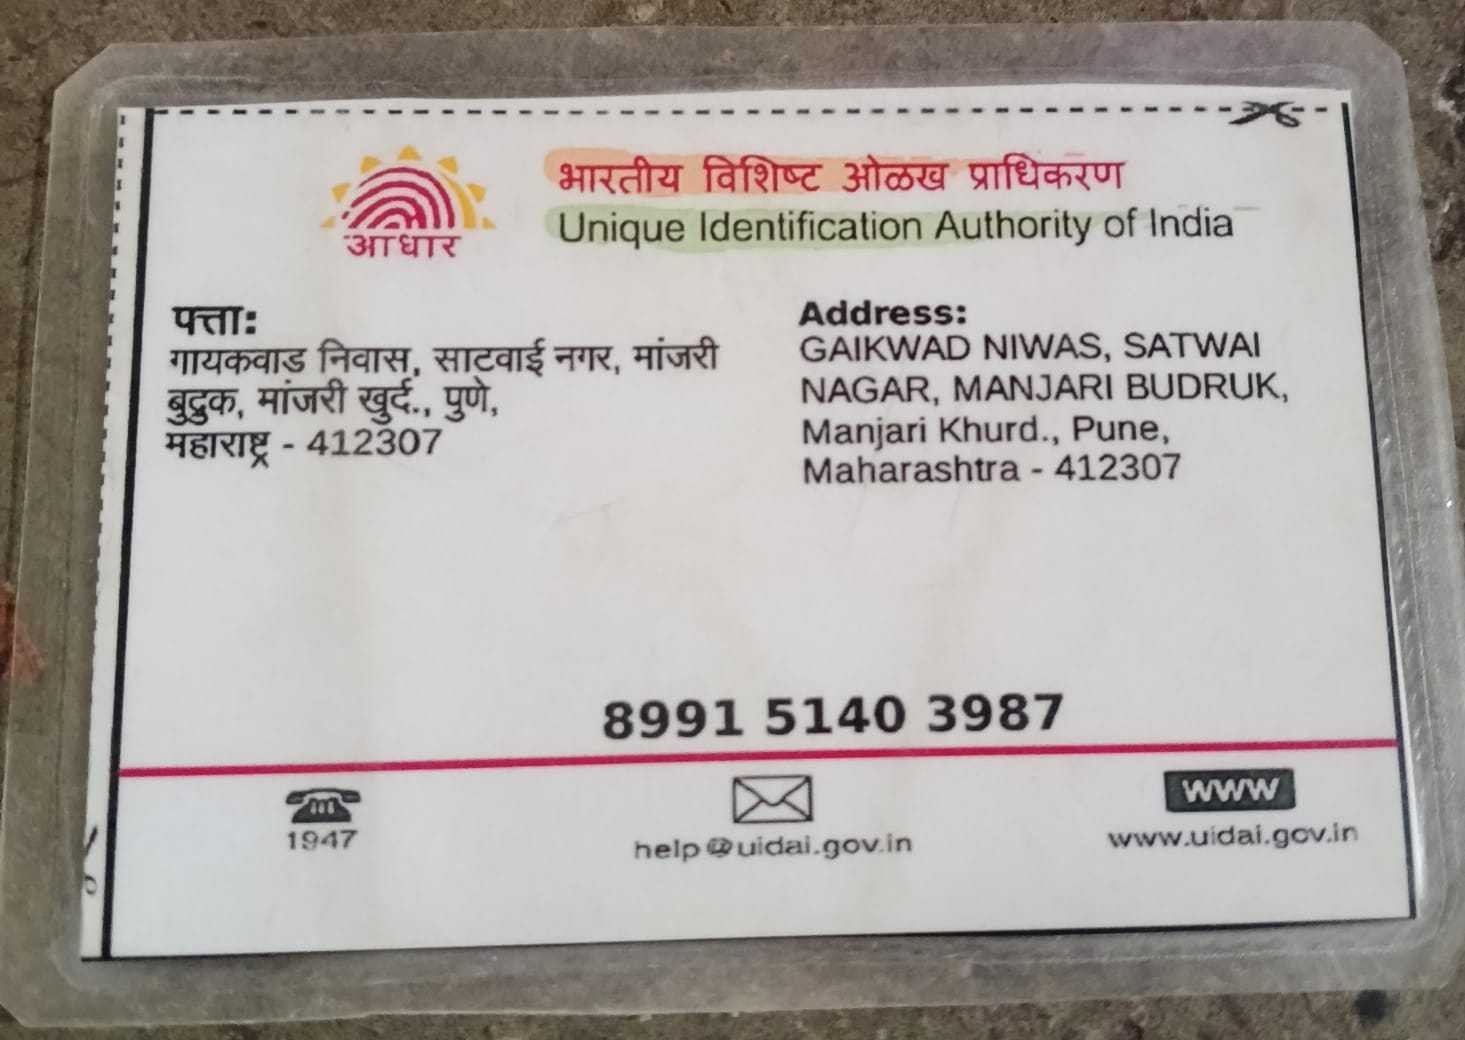 भारतीय विशिष्ट ओळख प्राधिकरण
Unique Identification Authority of India
आधार
पत्ता:
गायकवाड निवास, साटवाई नगर, मांजरी
बुद्रुक, मांजरी खुर्द., पुणे,
महाराष्ट्र - 412307
Address:
GAIKWAD NIWAS, SATWAI
NAGAR, MANJARI BUDRUK,
Manjari Khurd., Pune,
Maharashtra - 412307
8991 5140 3987
1947
help@uidai.gov.in
WWW
www.uidai.gov.in